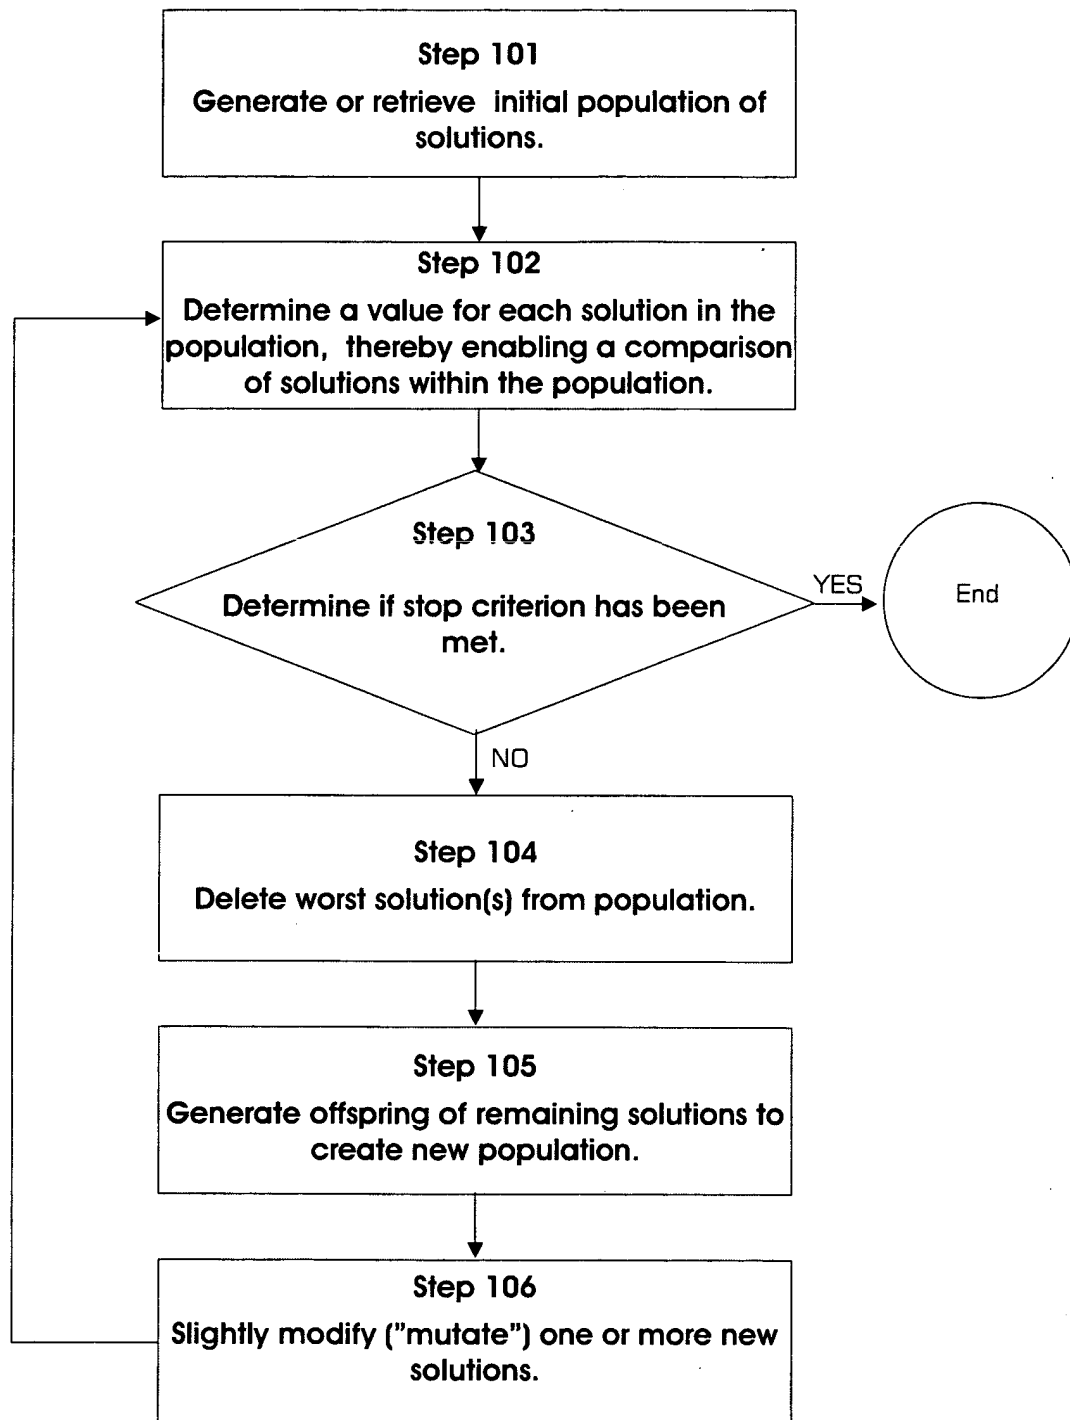 Step 101
Generate or retrieve initial population of
solutions.
Step 102
Determine a value for each solution in the
population, thereby enabling a comparison
of solutions within the population.
Step 103
Determine if stop criterion has been
met.
YES
End
NO
Step 104
Delete worst solution(s) from population.
Step 105
Generate offspring of remaining solutions to
create new population.
Step 106
Slightly modify ("mutate") one or more new
solutions.